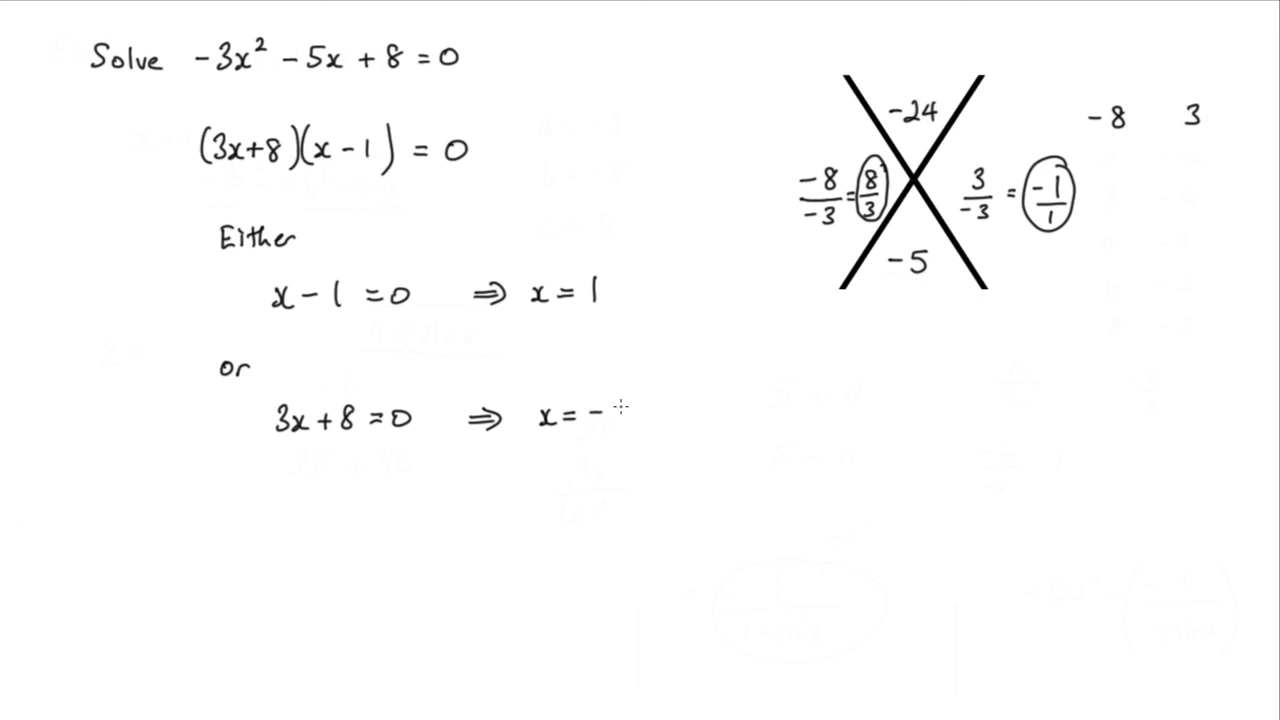 Solve -3x² - 5x + 8 = 0
(3x+8)(x-1) = 0
Either
x - 1 = 0 ⇒ x = 1
or
3x + 8 = 0 ⇒ x = -
-24
-8 3
-8/-3 = 8/3
3/-3 = -1/1
-5